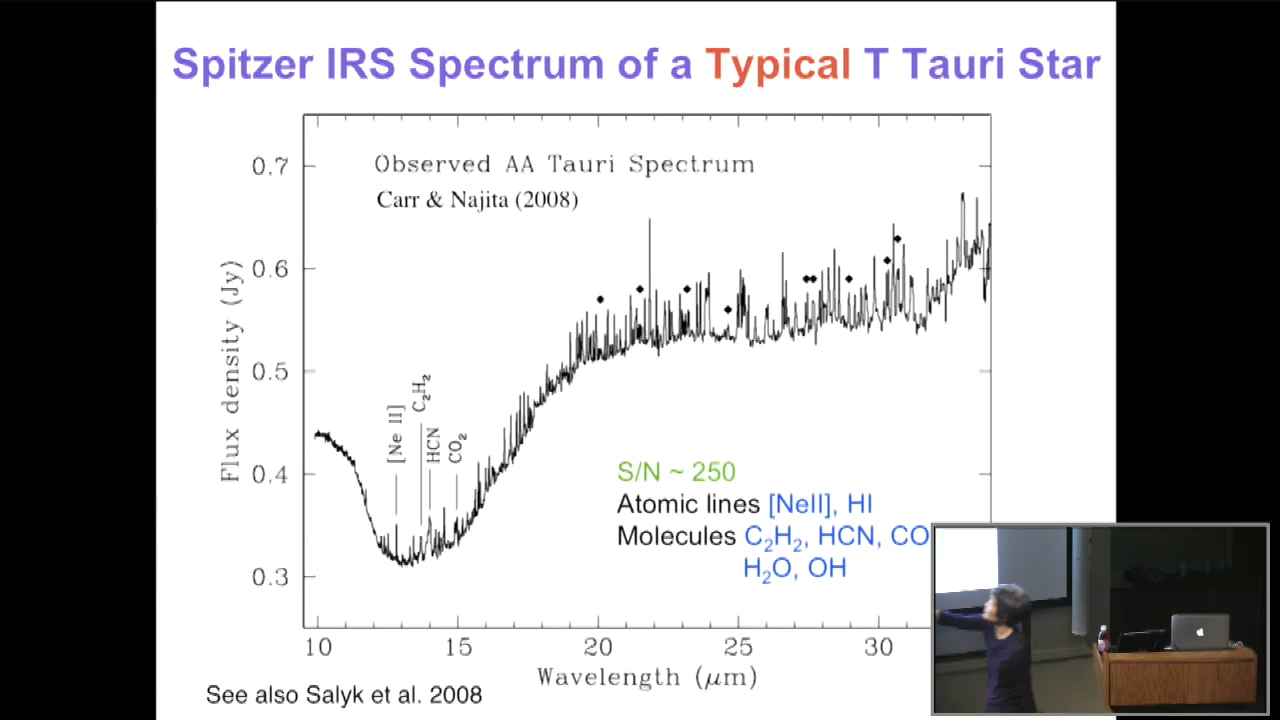 Spitzer IRS Spectrum of a Typical T Tauri Star
Observed AA Tauri Spectrum
Carr & Najita (2008)
0.7
0.6
0.5
0.4
0.3
Flux density (Jy)
[Ne II]
C₂H₂
HCN
CO₂
S/N ~ 250
Atomic lines [NeII], HI
Molecules C₂H₂, HCN, CO
H₂O, OH
10 15 20 25 30
Wavelength (μm)
See also Salyk et al. 2008